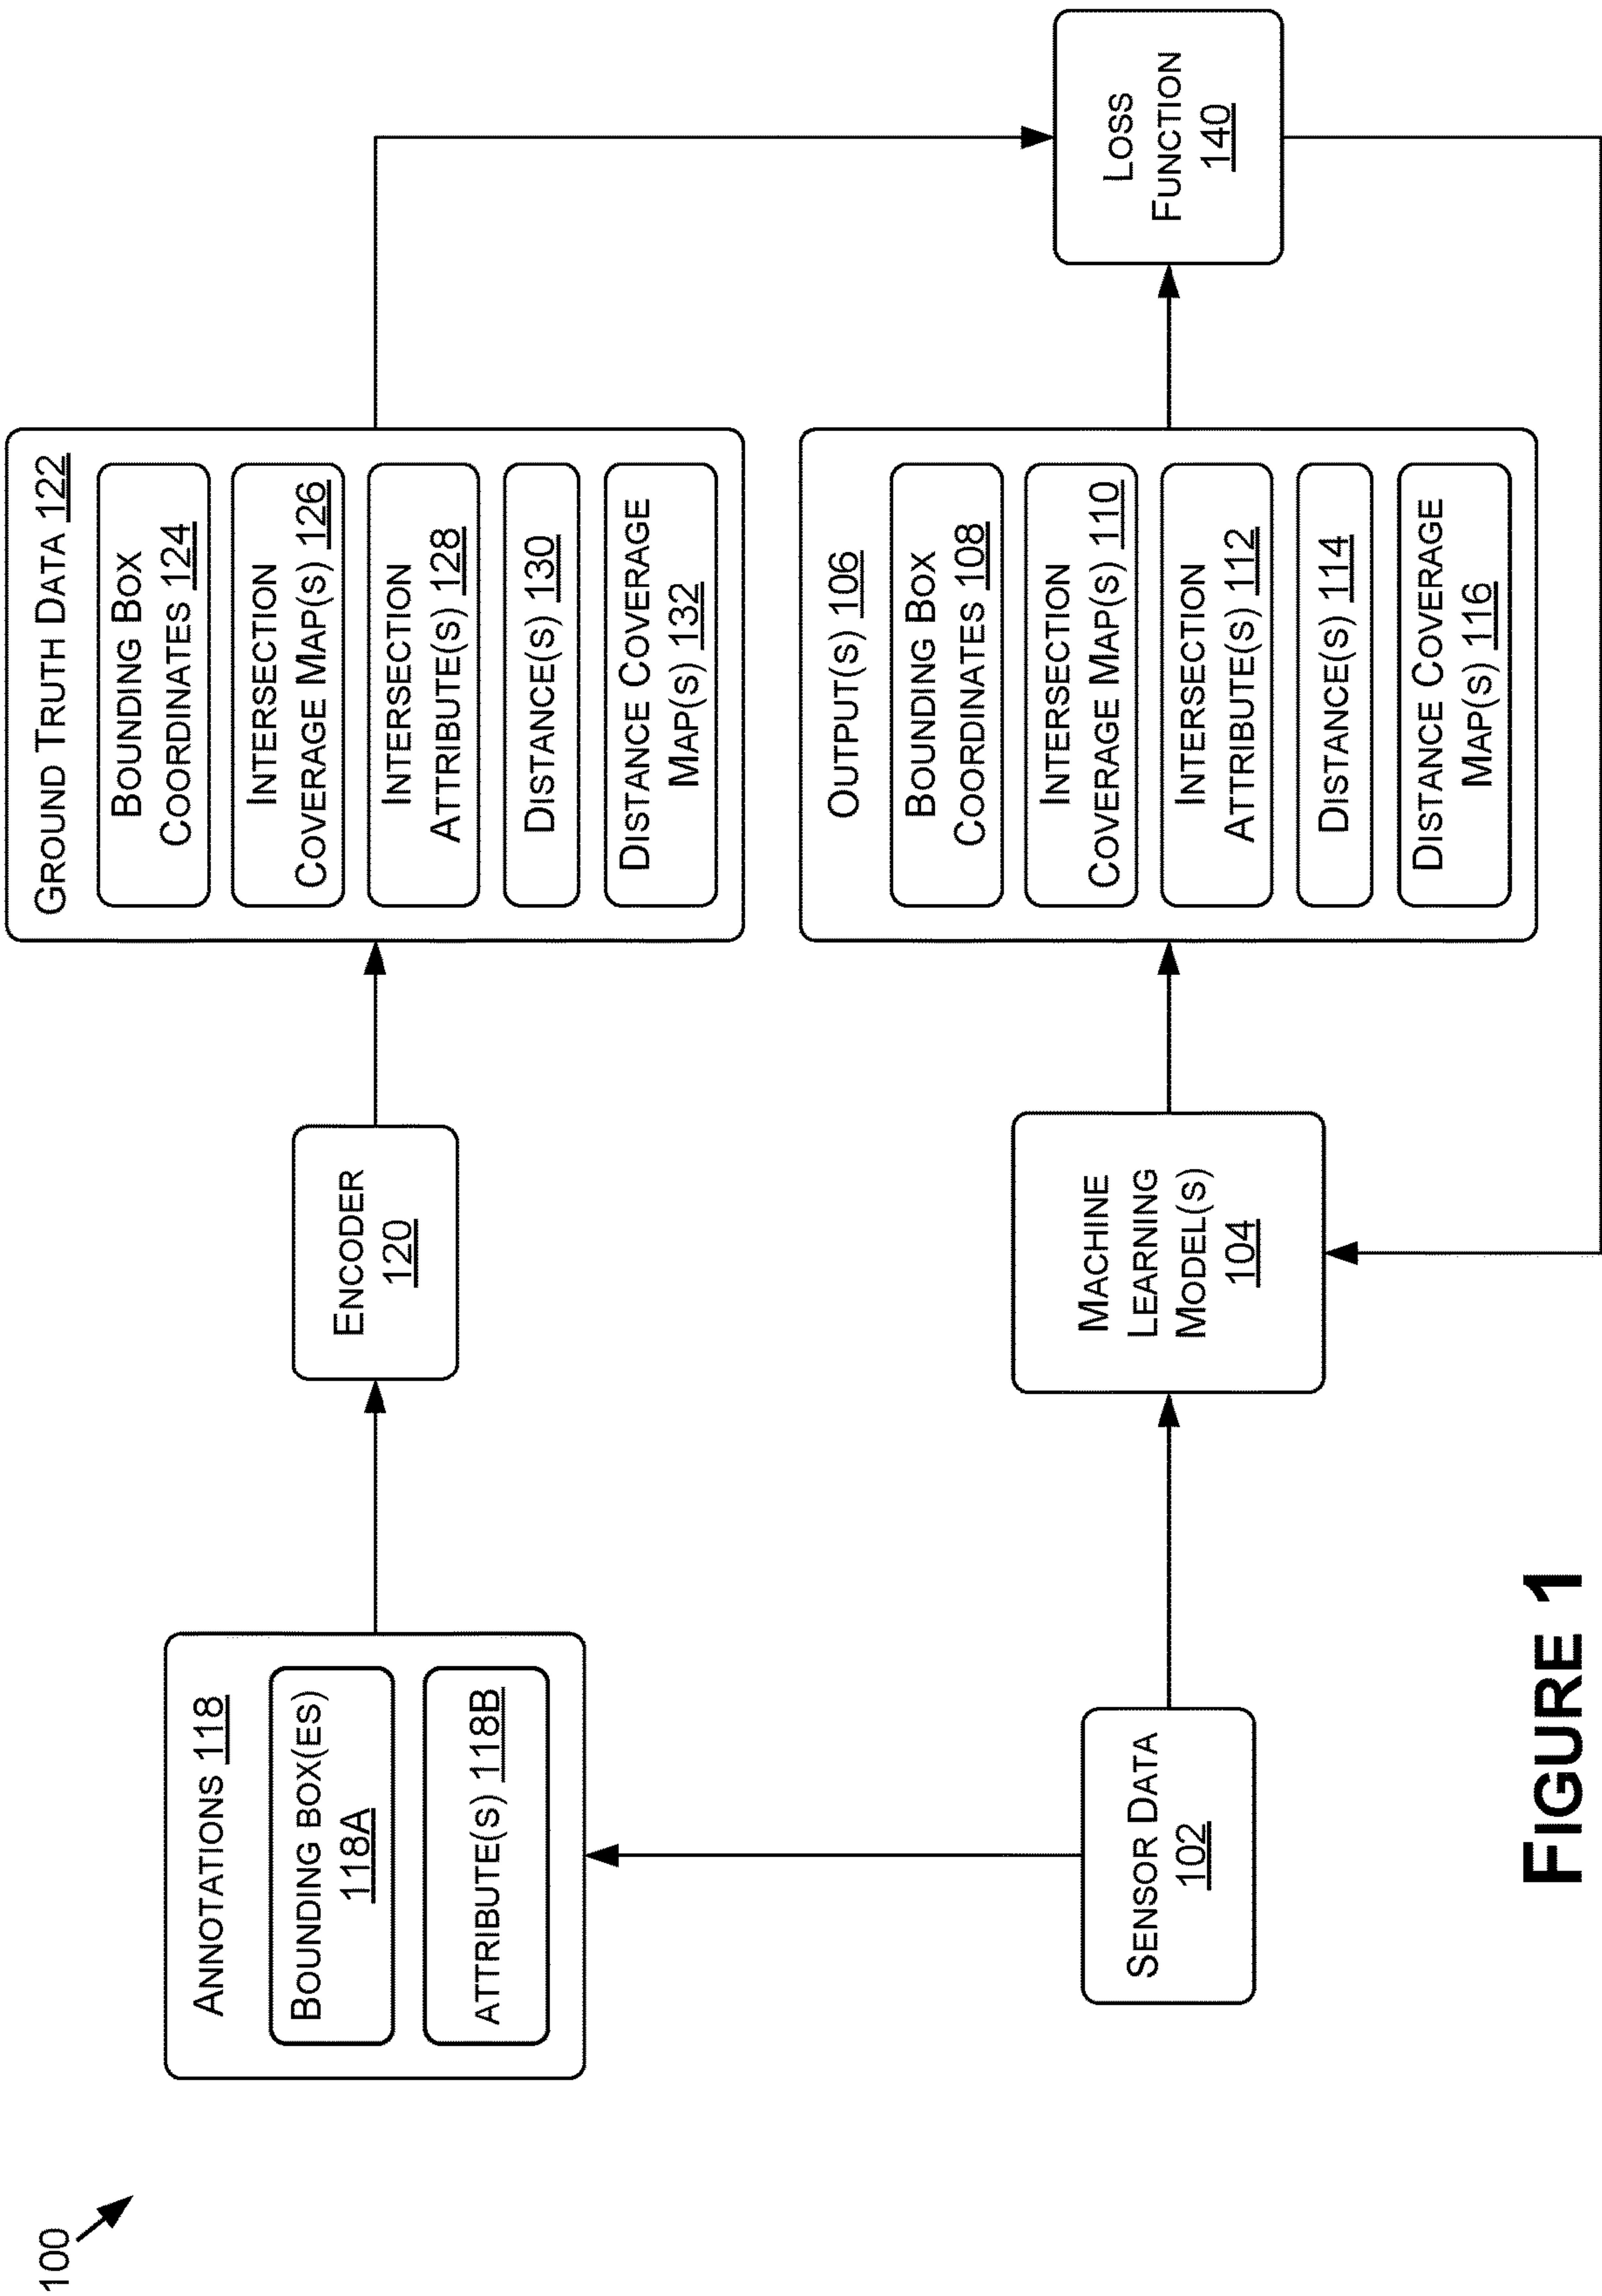 100
ANNOTATIONS 118
BOUNDING BOX(ES)
118A
ATTRIBUTE(S) 118B
ENCODER
120
GROUND TRUTH DATA 122
BOUNDING BOX
COORDINATES 124
INTERSECTION
COVERAGE MAP(S) 126
INTERSECTION
ATTRIBUTE(S) 128
DISTANCE(S) 130
DISTANCE COVERAGE
MAP(S) 132
SENSOR DATA
102
MACHINE
LEARNING
MODEL(S)
104
OUTPUT(S) 106
BOUNDING BOX
COORDINATES 108
INTERSECTION
COVERAGE MAP(S) 110
INTERSECTION
ATTRIBUTE(S) 112
DISTANCE(S) 114
DISTANCE COVERAGE
MAP(S) 116
LOSS
FUNCTION
140
FIGURE 1